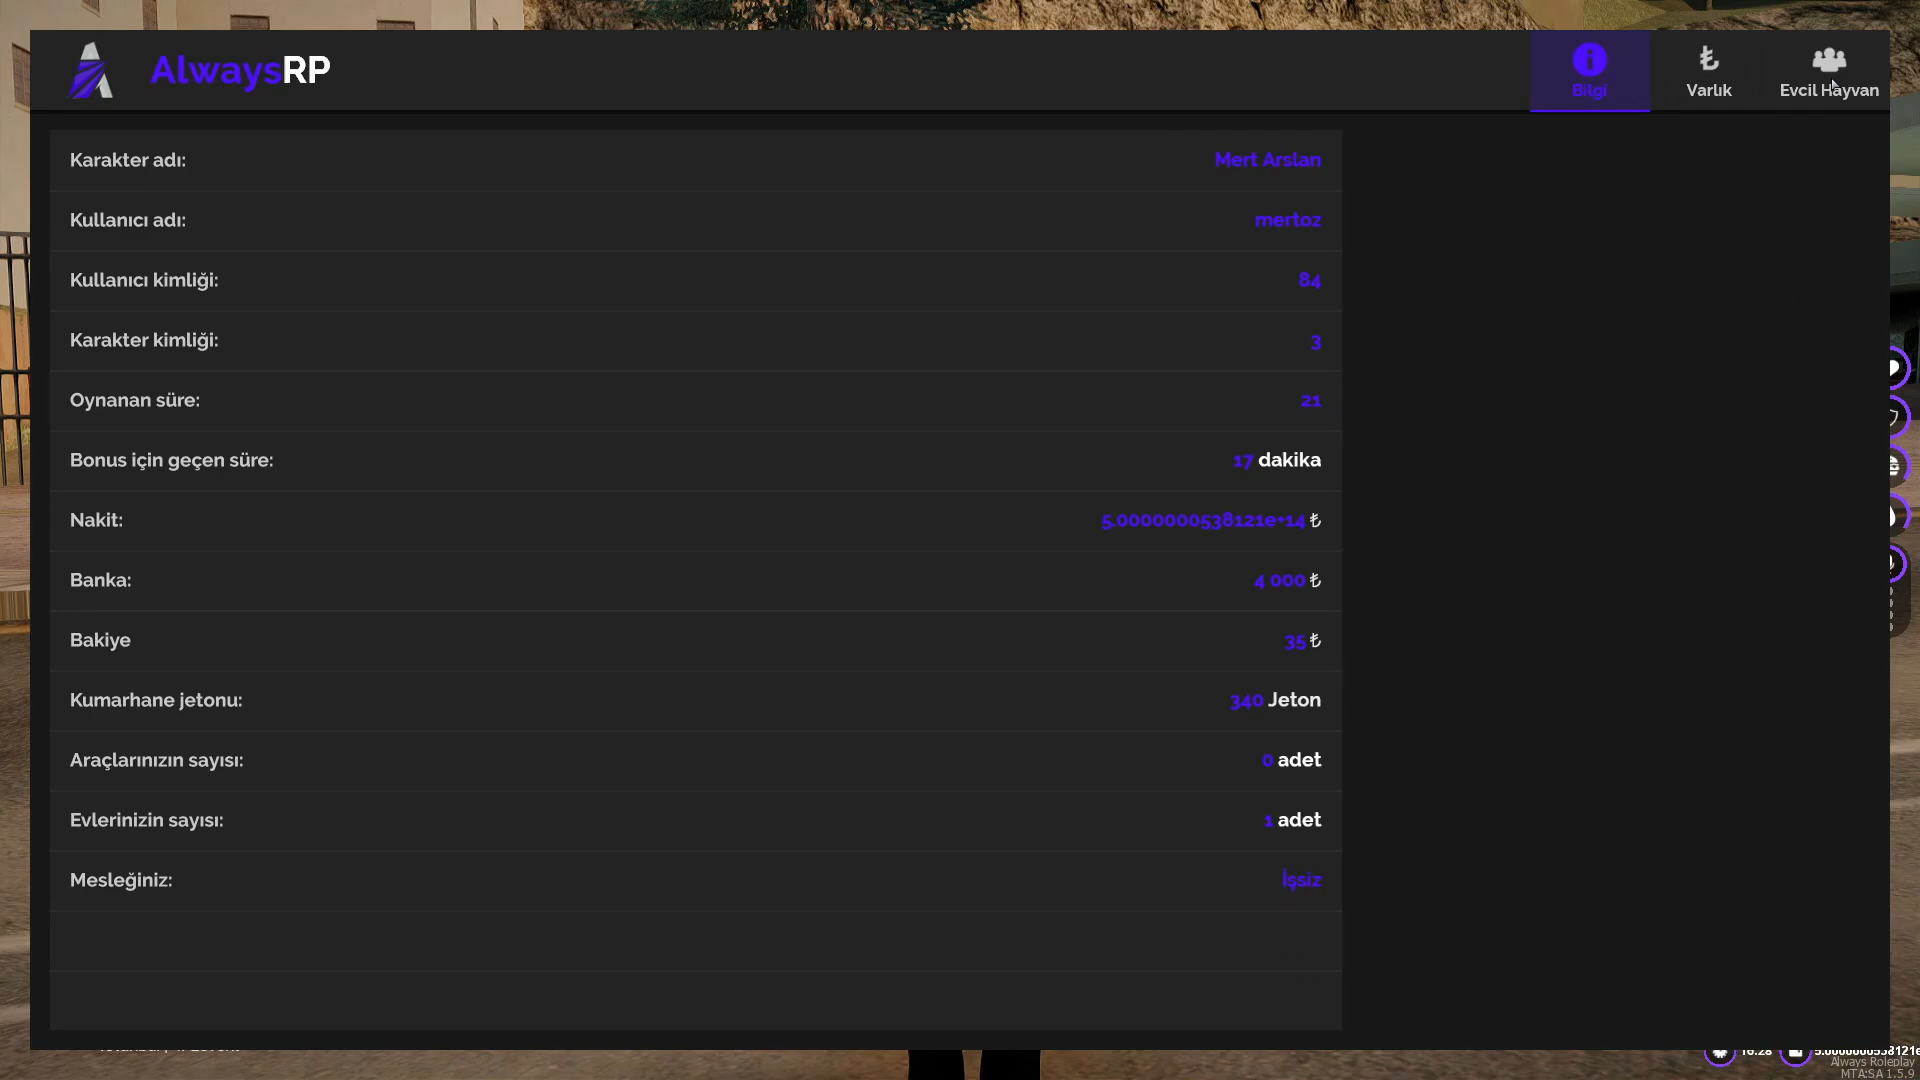 AlwaysRP
Bilgi
Varlık
Evcil Hayvan
Karakter adı: Mert Arslan
Kullanıcı adı: mertoz
Kullanıcı kimliği: 84
Karakter kimliği: 3
Oynanan süre: 21
Bonus için geçen süre: 17 dakika
Nakit: 5.0000000538121e+14 ₺
Banka: 4 000 ₺
Bakiye 35 ₺
Kumarhane jetonu: 340 Jeton
Araçlarınızın sayısı: 0 adet
Evlerinizin sayısı: 1 adet
Mesleğiniz: İşsiz
16:28 5.0000000538121e
Always Roleplay
MTA:SA 1.5.9